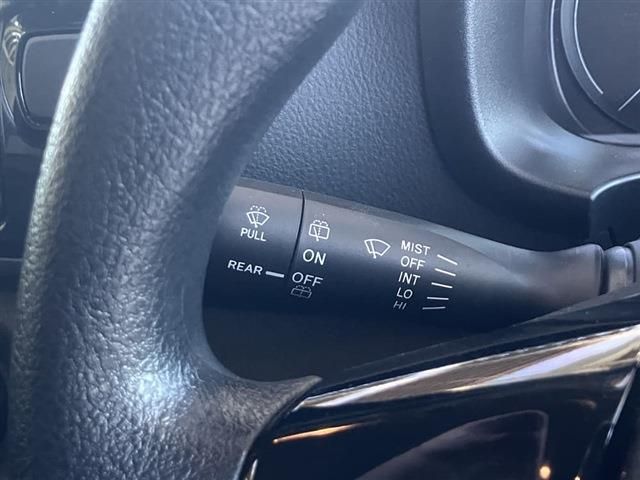 PULL
REAR
ON
OFF
MIST
OFF
INT
LO
HI